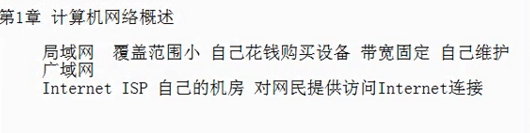 第1章 计算机网络概述
局域网 覆盖范围小 自己花钱购买设备 带宽固定 自己维护
广域网
Internet ISP 自己的机房 对网民提供访问Internet连接